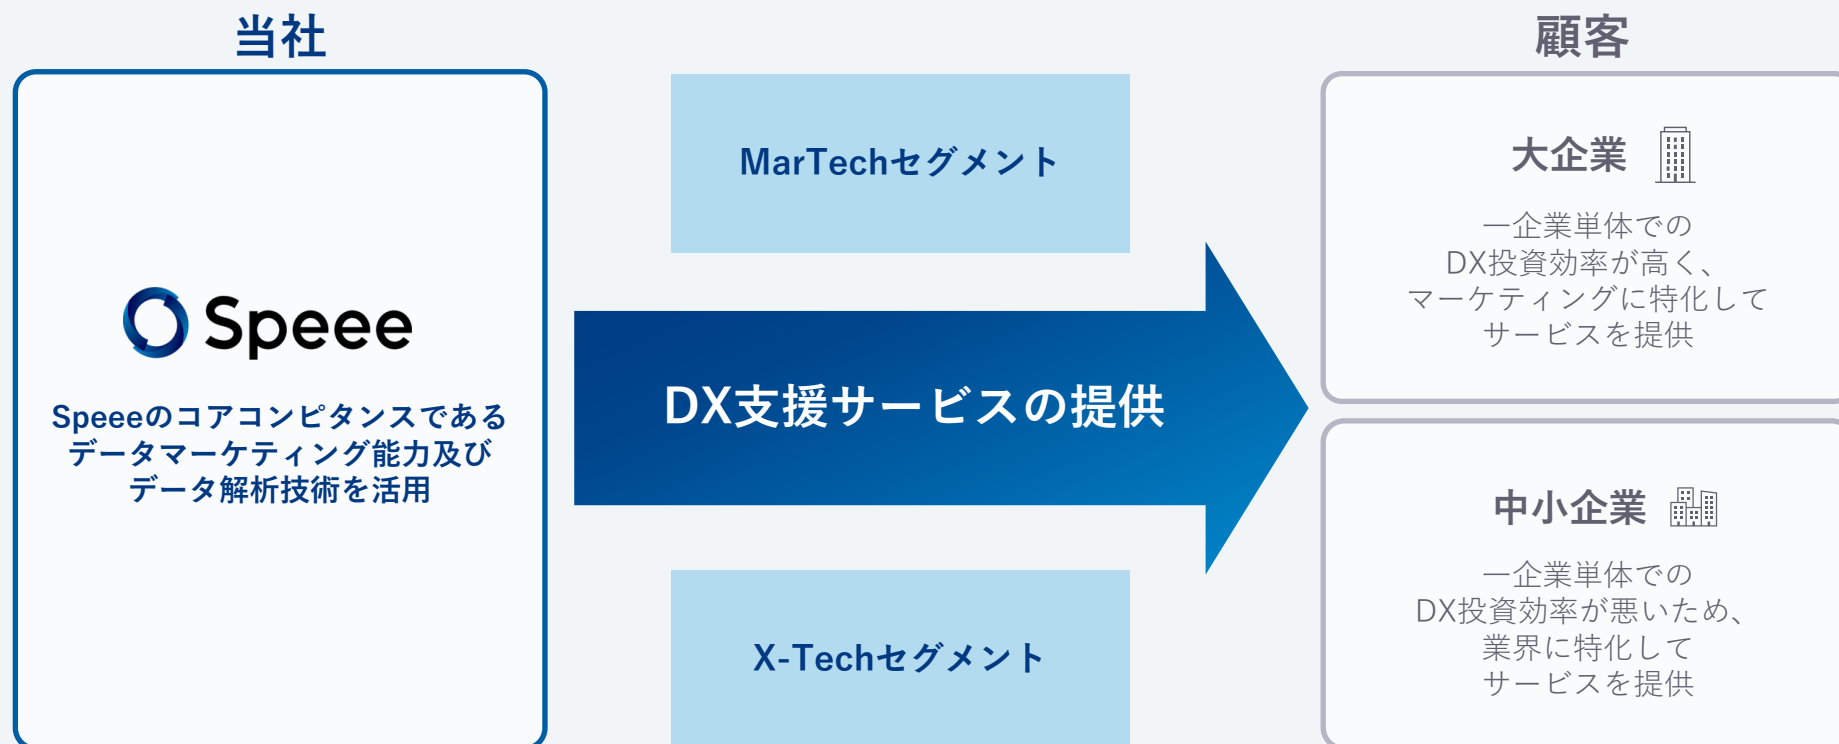 当社
Speee
Speeeのコアコンピタンスである
データマーケティング能力及び
データ解析技術を活用
MarTechセグメント
DX支援サービスの提供
X-Techセグメント
顧客
大企業
一企業単体での
DX投資効率が高く、
マーケティングに特化して
サービスを提供
中小企業
一企業単体での
DX投資効率が悪いため、
業界に特化して
サービスを提供